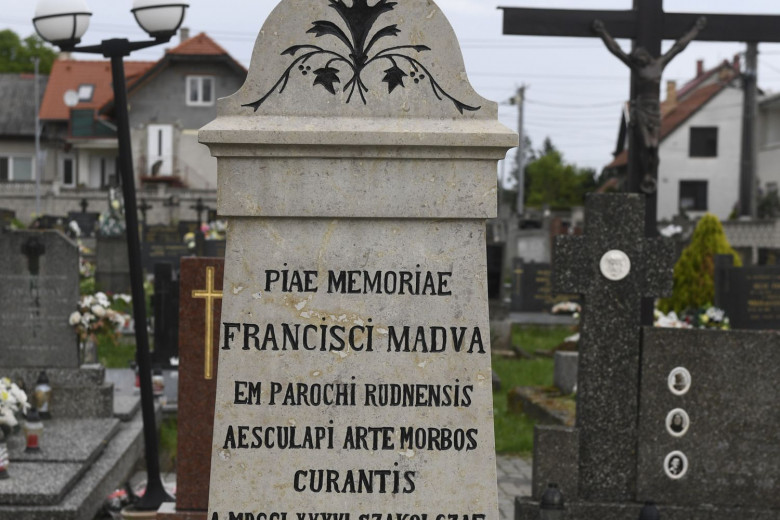 PIAE MEMORIAE
FRANCISCI MADVA
EM PAROCHI RUDNENSIS
AESCULAPI ARTE MORBOS
CURANTIS